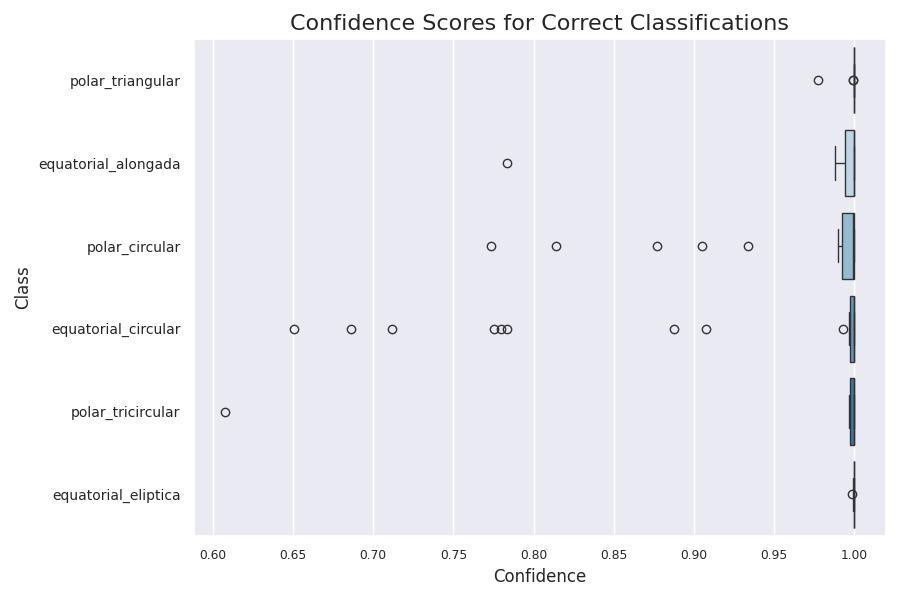 Confidence Scores for Correct Classifications
polar_triangular
equatorial_alongada
polar_circular
equatorial_circular
polar_tricircular
equatorial_eliptica
Class
0.60 0.65 0.70 0.75 0.80 0.85 0.90 0.95 1.00
Confidence